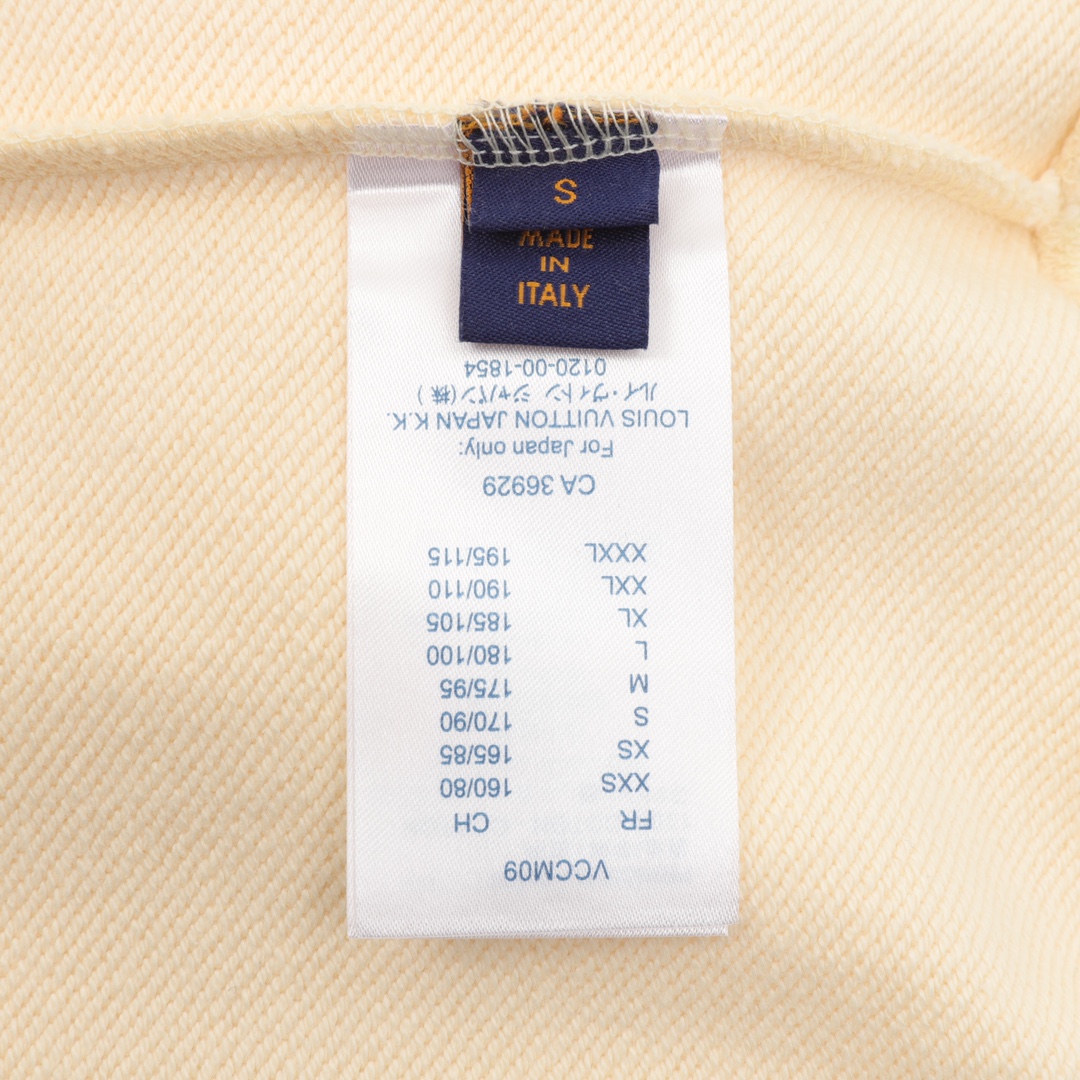 S
MADE
IN
ITALY
VCCM09
FR CH
XXS 160/80
XS 165/85
S 170/90
M 175/95
L 180/100
XL 185/105
XXL 190/110
XXXL 195/115
CA 36929
For Japan only:
LOUIS VUITTON JAPAN K.K.
ルイ・ヴィトン ジャパン(株)
0120-00-1854